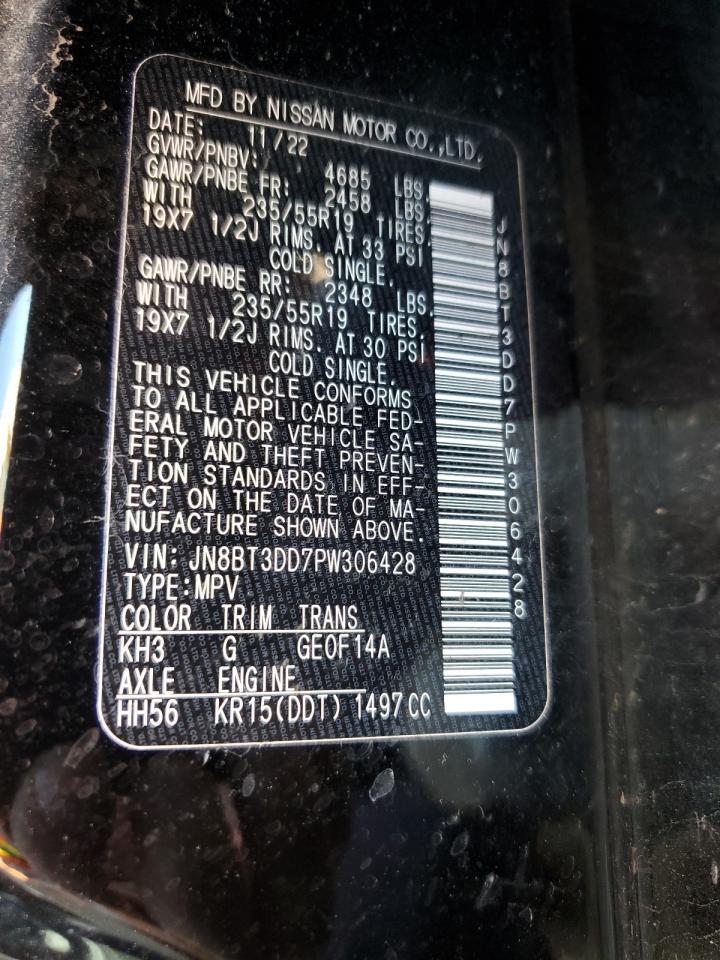 MFD BY NISSAN MOTOR CO.,LTD.
DATE: 11/22
GVWR/PNBV: 4685 LBS
GAWR/PNBE FR: 2458 LBS.
WITH 235/55R19 TIRES.
19X7 1/2J RIMS. AT 33 PSI
COLD SINGLE.
GAWR/PNBE RR: 2348 LBS.
WITH 235/55R19 TIRES.
19X7 1/2J RIMS. AT 30 PSI
COLD SINGLE.
THIS VEHICLE CONFORMS
TO ALL APPLICABLE FED-
ERAL MOTOR VEHICLE SA-
FETY AND THEFT PREVEN-
TION STANDARDS IN EFF-
ECT ON THE DATE OF MA-
NUFACTURE SHOWN ABOVE.
VIN: JN8BT3DD7PW306428
TYPE:MPV
COLOR TRIM TRANS
KH3 G GE0F14A
AXLE ENGINE
HH56 KR15(DDT) 1497CC
JN8BT3DD7PW306428